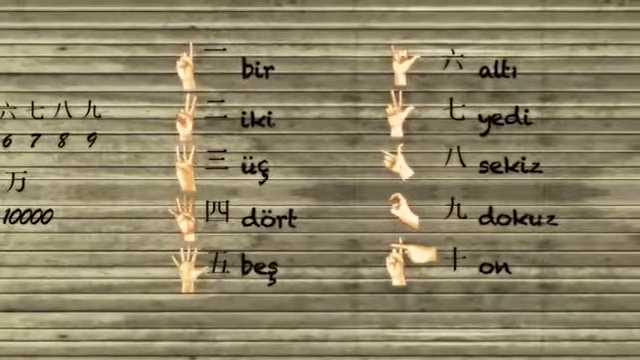 一 bir
二 iki
三 üç
四 dört
五 beş
六 altı
七 yedi
八 sekiz
九 dokuz
十 on
六 七 八 九
6 7 8 9
万
10000